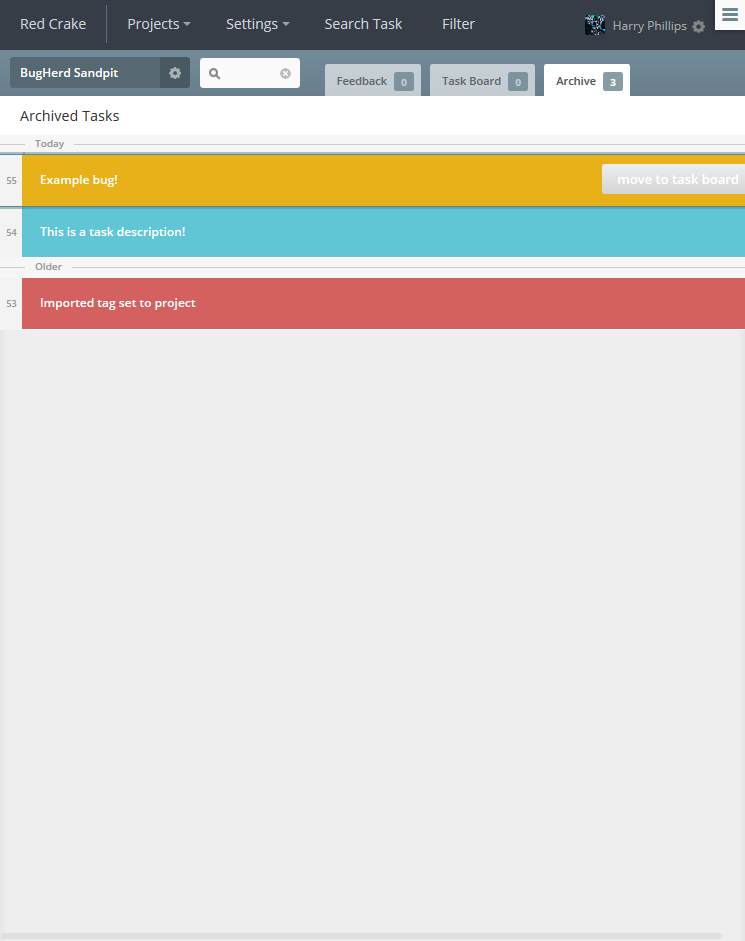 Red Crake Projects Settings Search Task Filter Harry Phillips
BugHerd Sandpit Feedback 0 Task Board 0 Archive 3
Archived Tasks
Today
55 Example bug! move to task board
54 This is a task description!
Older
53 Imported tag set to project